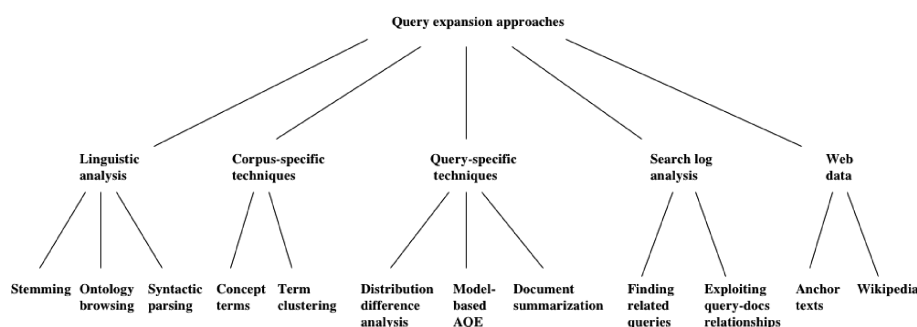 Query expansion approaches
Linguistic analysis
Corpus-specific techniques
Query-specific techniques
Search log analysis
Web data
Stemming
Ontology browsing
Syntactic parsing
Concept terms
Term clustering
Distribution difference analysis
Model-based AQE
Document summarization
Finding related queries
Exploiting query-docs relationships
Anchor texts
Wikipedia